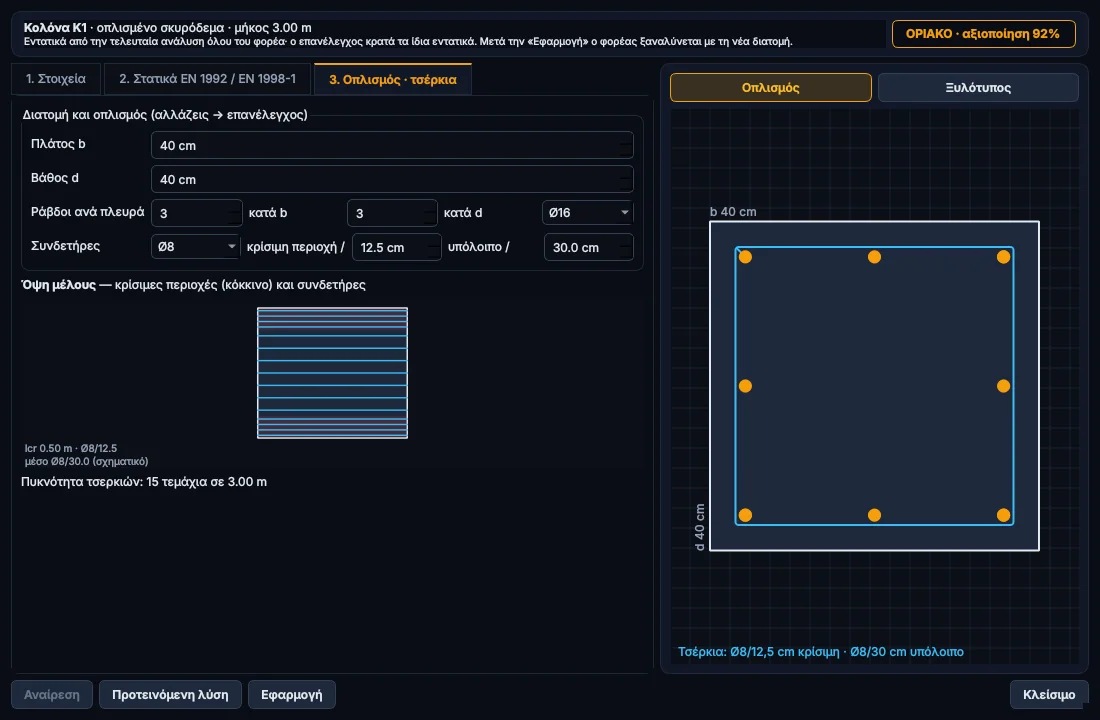 Κολόνα K1 · οπλισμένο σκυρόδεμα · μήκος 3.00 m
Εντατικά από την τελευταία ανάλυση όλου του φορέα· ο επανέλεγχος κρατά τα ίδια εντατικά. Μετά την «Εφαρμογή» ο φορέας ξαναλύνεται με τη νέα διατομή.
ΟΡΙΑΚΟ · αξιοποίηση 92%
1. Στοιχεία
2. Στατικά EN 1992 / EN 1998-1
3. Οπλισμός · τσέρκια
Οπλισμός
Ξυλότυπος
Διατομή και οπλισμός (αλλάζεις → επανέλεγχος)
Πλάτος b
40 cm
Βάθος d
40 cm
Ράβδοι ανά πλευρά
3
κατά b
3
κατά d
Ø16
Συνδετήρες
Ø8
κρίσιμη περιοχή /
12.5 cm
υπόλοιπο /
30.0 cm
Όψη μέλους — κρίσιμες περιοχές (κόκκινο) και συνδετήρες
lcr 0.50 m · Ø8/12.5
μέσο Ø8/30.0 (σχηματικό)
Πυκνότητα τσερκιών: 15 τεμάχια σε 3.00 m
b 40 cm
d 40 cm
Τσέρκια: Ø8/12,5 cm κρίσιμη · Ø8/30 cm υπόλοιπο
Αναίρεση
Προτεινόμενη λύση
Εφαρμογή
Κλείσιμο